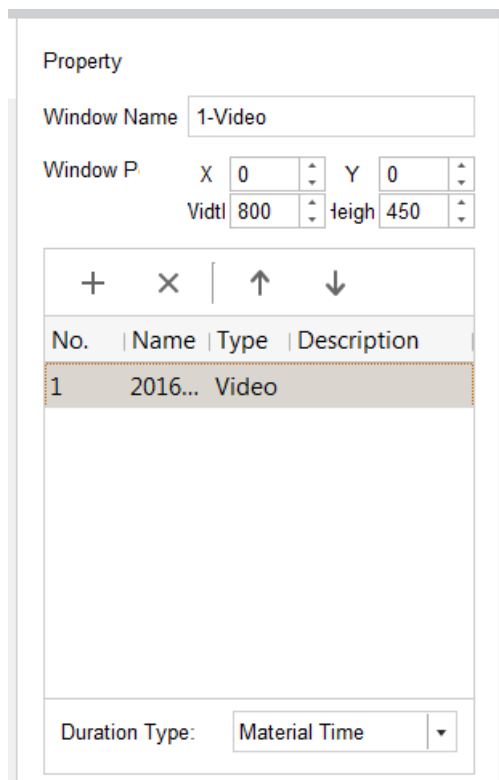 Property
Window Name 1-Video
Window P X 0 Y 0
Vidtl 800 Heigh 450
No. Name Type Description
1 2016... Video
Duration Type: Material Time